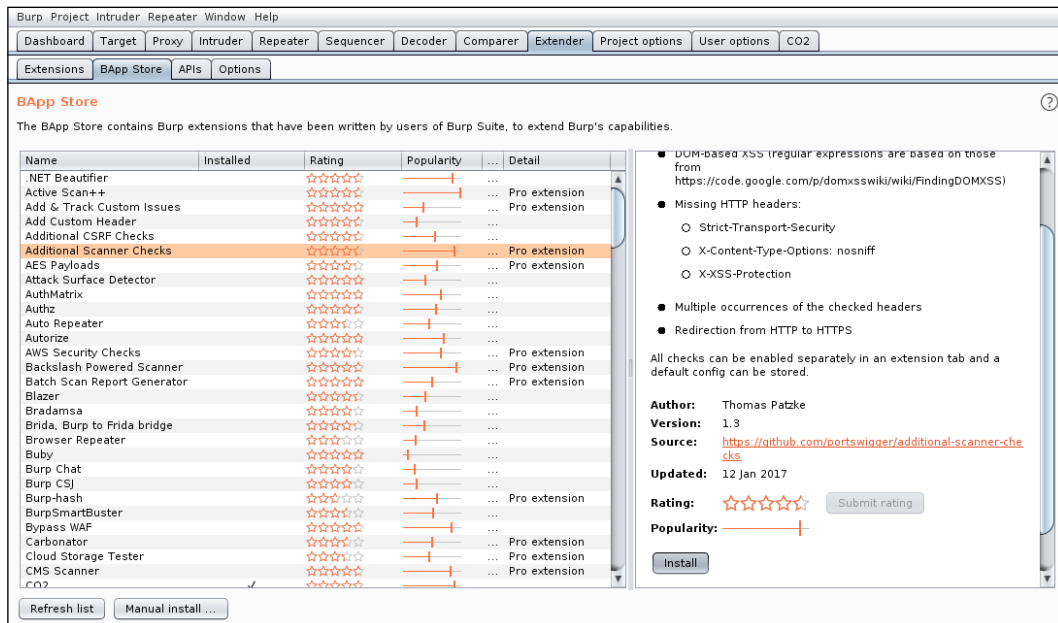 Burp Project Intruder Repeater Window Help
Dashboard Target Proxy Intruder Repeater Sequencer Decoder Comparer Extender Project options User options CO2
Extensions BApp Store APIs Options
BApp Store
?
The BApp Store contains Burp extensions that have been written by users of Burp Suite, to extend Burp's capabilities.
Name Installed Rating Popularity ... Detail
.NET Beautifier ...
Active Scan++ ... Pro extension
Add & Track Custom Issues ... Pro extension
Add Custom Header ...
Additional CSRF Checks ...
Additional Scanner Checks ... Pro extension
AES Payloads ... Pro extension
Attack Surface Detector ...
AuthMatrix ...
Authz ...
Auto Repeater ...
Autorize ...
AWS Security Checks ... Pro extension
Backslash Powered Scanner ... Pro extension
Batch Scan Report Generator ... Pro extension
Blazer ...
Bradamsa ...
Brida, Burp to Frida bridge ...
Browser Repeater ...
Buby ...
Burp Chat ...
Burp CSJ ...
Burp-hash ... Pro extension
BurpSmartBuster ...
Bypass WAF ...
Carbonator ... Pro extension
Cloud Storage Tester ... Pro extension
CMS Scanner ... Pro extension
CO2 ...
Refresh list Manual install ...
DOM-based XSS (regular expressions are based on those
from
https://code.google.com/p/domxsswiki/wiki/FindingDOMXSS)
Missing HTTP headers:
Strict-Transport-Security
X-Content-Type-Options: nosniff
X-XSS-Protection
Multiple occurrences of the checked headers
Redirection from HTTP to HTTPS
All checks can be enabled separately in an extension tab and a
default config can be stored.
Author: Thomas Patzke
Version: 1.3
Source: https://github.com/portswigger/additional-scanner-che
cks
Updated: 12 Jan 2017
Rating: Submit rating
Popularity:
Install